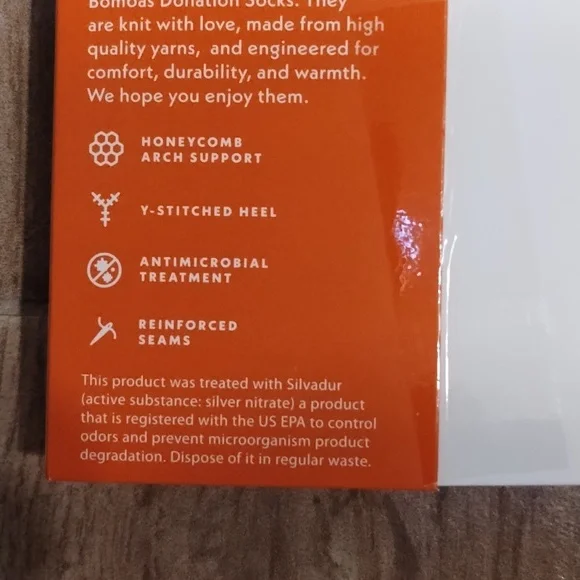 Bombas Donation Socks. They
are knit with love, made from high
quality yarns, and engineered for
comfort, durability, and warmth.
We hope you enjoy them.
HONEYCOMB
ARCH SUPPORT
Y-STITCHED HEEL
ANTIMICROBIAL
TREATMENT
REINFORCED
SEAMS
This product was treated with Silvadur
(active substance: silver nitrate) a product
that is registered with the US EPA to control
odors and prevent microorganism product
degradation. Dispose of it in regular waste.